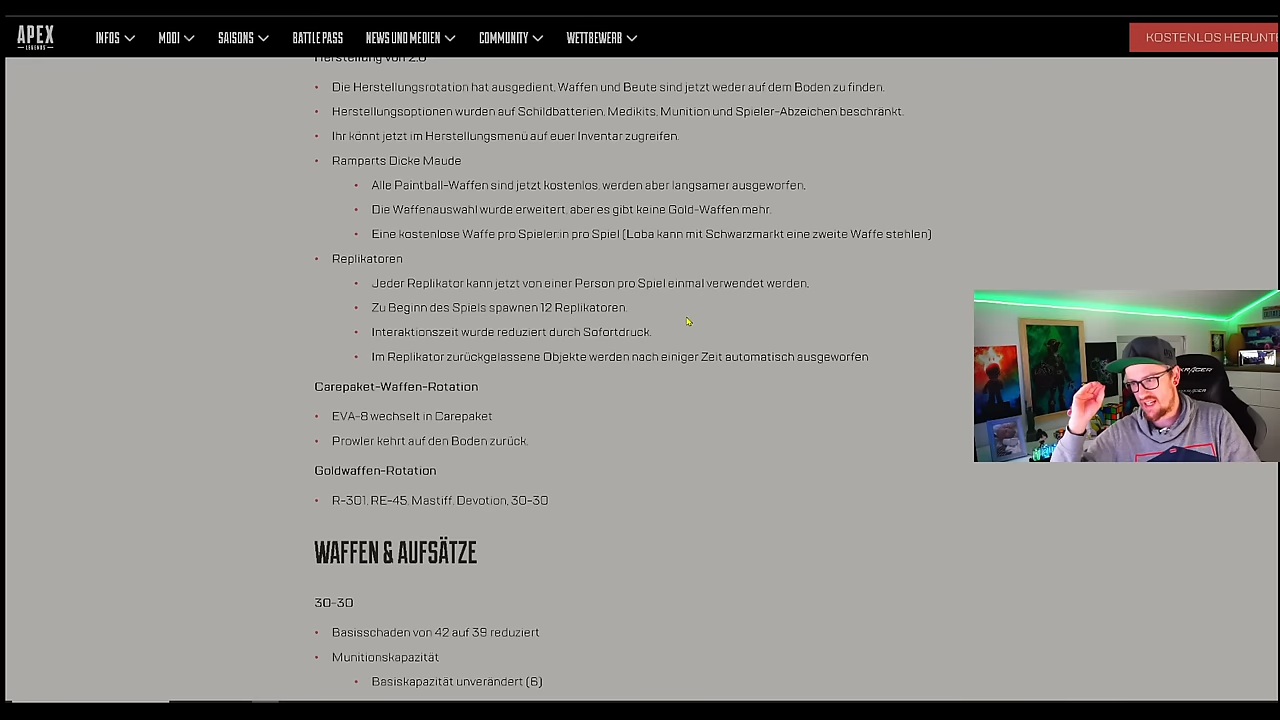 APEX
LEGENDS
INFOS
MODI
SAISONS
BATTLE PASS
NEWS UND MEDIEN
COMMUNITY
WETTBEWERB
KOSTENLOS HERUNT
Herstellung von 2.0
Die Herstellungsrotation hat ausgedient. Waffen und Beute sind jetzt weder auf dem Boden zu finden.
Herstellungsoptionen wurden auf Schildbatterien, Medikits, Munition und Spieler-Abzeichen beschränkt.
Ihr könnt jetzt im Herstellungsmenü auf euer Inventar zugreifen.
Ramparts Dicke Maude
Alle Paintball-Waffen sind jetzt kostenlos, werden aber langsamer ausgeworfen.
Die Waffenauswahl wurde erweitert, aber es gibt keine Gold-Waffen mehr.
Eine kostenlose Waffe pro Spieler:in pro Spiel (Loba kann mit Schwarzmarkt eine zweite Waffe stehlen)
Replikatoren
Jeder Replikator kann jetzt von einer Person pro Spiel einmal verwendet werden.
Zu Beginn des Spiels spawnen 12 Replikatoren.
Interaktionszeit wurde reduziert durch Sofortdruck.
Im Replikator zurückgelassene Objekte werden nach einiger Zeit automatisch ausgeworfen
Carepaket-Waffen-Rotation
EVA-8 wechselt in Carepaket
Prowler kehrt auf den Boden zurück.
Goldwaffen-Rotation
R-301, RE-45, Mastiff, Devotion, 30-30
WAFFEN & AUFSÄTZE
30-30
Basisschaden von 42 auf 39 reduziert
Munitionskapazität
Basiskapazität unverändert (6)